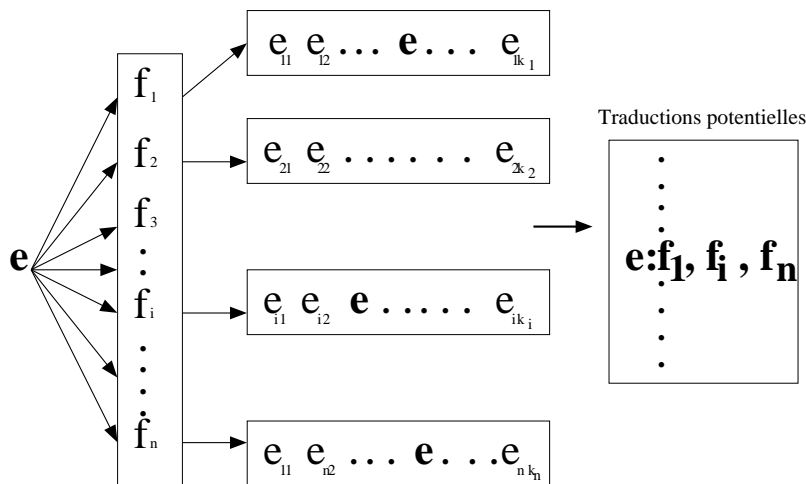 e₁₁ e₁₂ ... e ... e₁ₖ₁
f₁
Traductions potentielles
f₂
e₂₁ e₂₂ ...... e₂ₖ₂
f₃
e
e:f₁, fᵢ , fₙ
fᵢ
eᵢ₁ eᵢ₂ e ..... eᵢₖᵢ
fₙ
e₁₁ eₙ₂ ... e ...eₙₖₙ